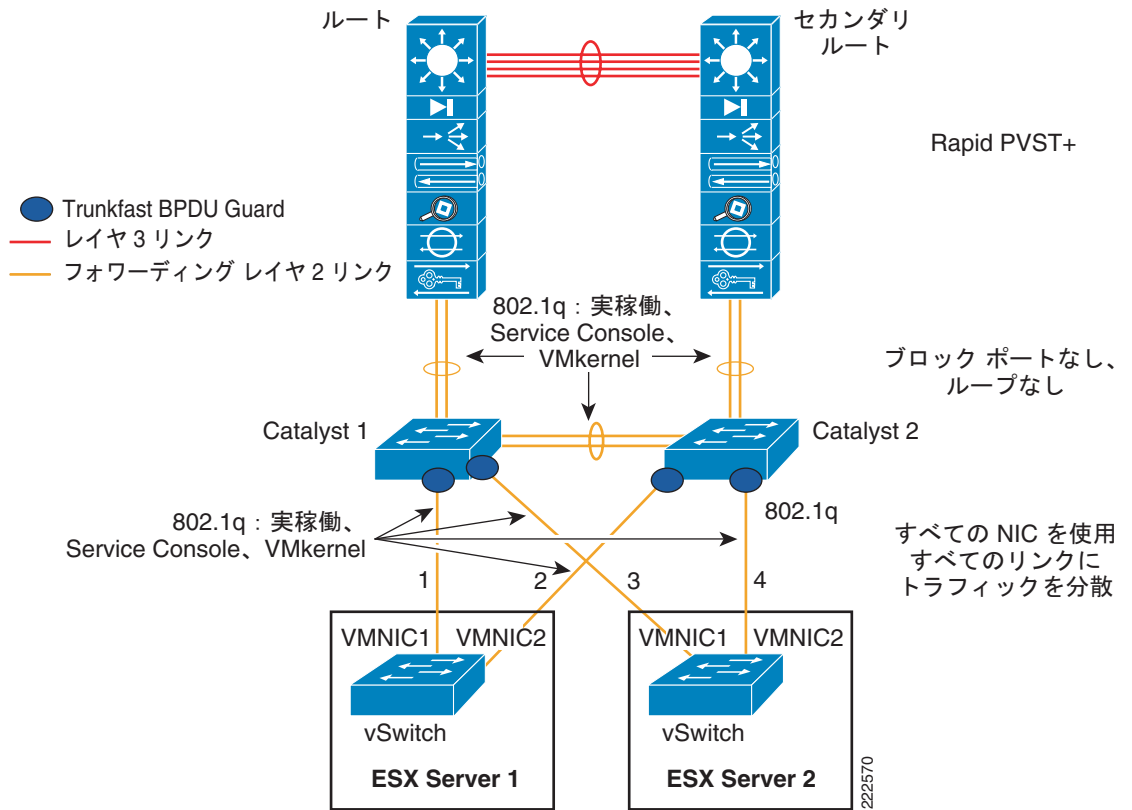 ルート
セカンダリ
ルート
Rapid PVST+
Trunkfast BPDU Guard
レイヤ 3 リンク
フォワーディング レイヤ 2 リンク
802.1q：実稼働、
Service Console、
VMkernel
ブロック ポートなし、
ループなし
Catalyst 1
Catalyst 2
802.1q：実稼働、
Service Console、VMkernel
802.1q
すべての NIC を使用
すべてのリンクに
トラフィックを分散
1
2
3
4
VMNIC1
VMNIC2
VMNIC1
VMNIC2
vSwitch
vSwitch
ESX Server 1
ESX Server 2
222570